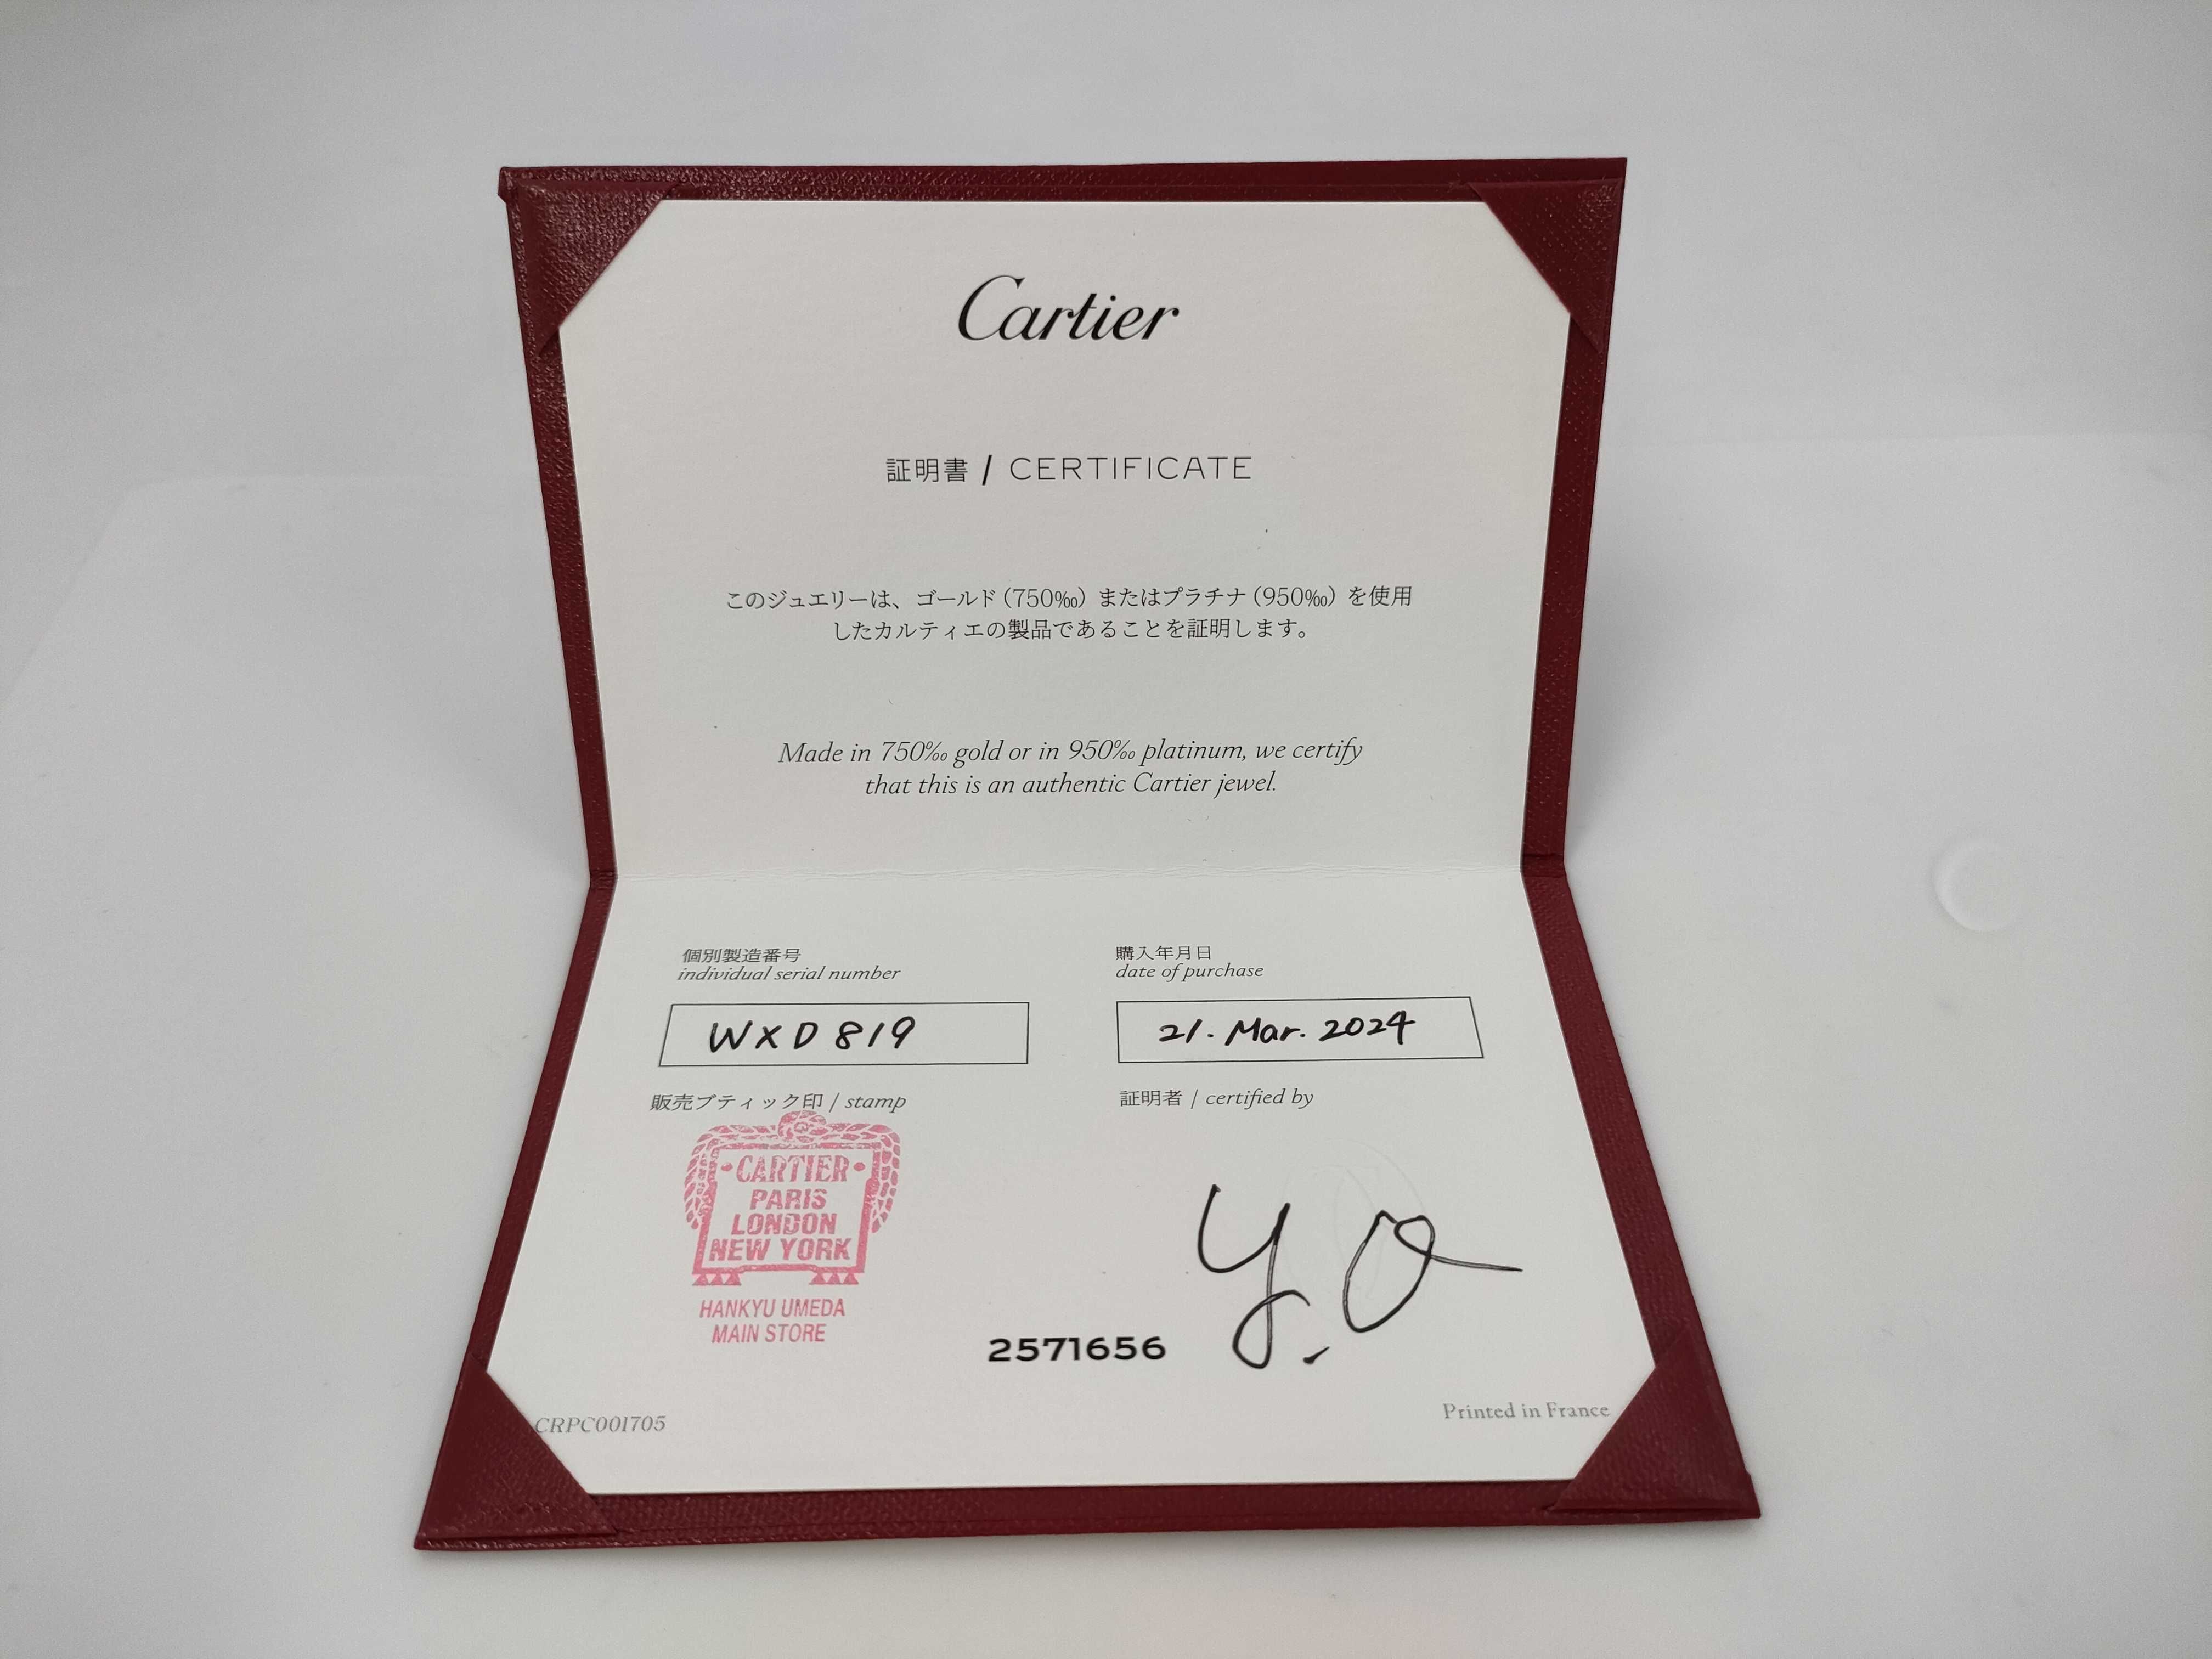 Cartier
証明書 / CERTIFICATE
このジュエリーは、ゴールド（750‰）またはプラチナ（950‰）を使用
したカルティエの製品であることを証明します。
Made in 750‰ gold or in 950‰ platinum, we certify
that this is an authentic Cartier jewel.
個別製造番号
individual serial number
WXD819
購入年月日
date of purchase
21. Mar. 2024
販売ブティック印 / stamp
CARTIER
PARIS
LONDON
NEW YORK
HANKYU UMEDA
MAIN STORE
証明者 / certified by
y.a
2571656
CRPC001705
Printed in France